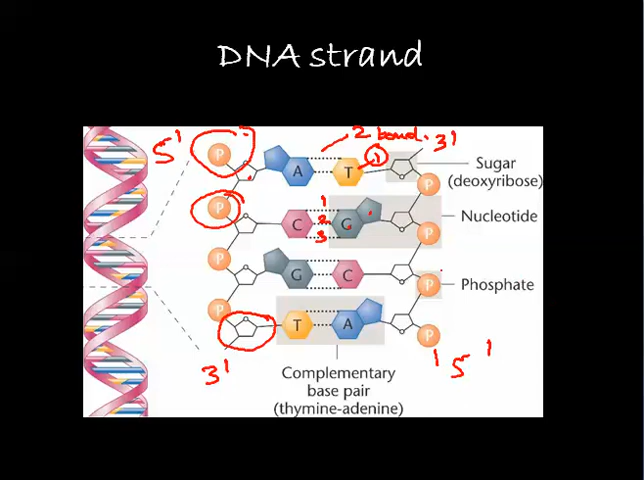 DNA strand
5' P 2 bond. 3'
A T 1 Sugar
(deoxyribose)
P
P 1 C 2 G 3 Nucleotide
P
P G C P Phosphate
P
T A P
3' 5'
Complementary
base pair
(thymine-adenine)